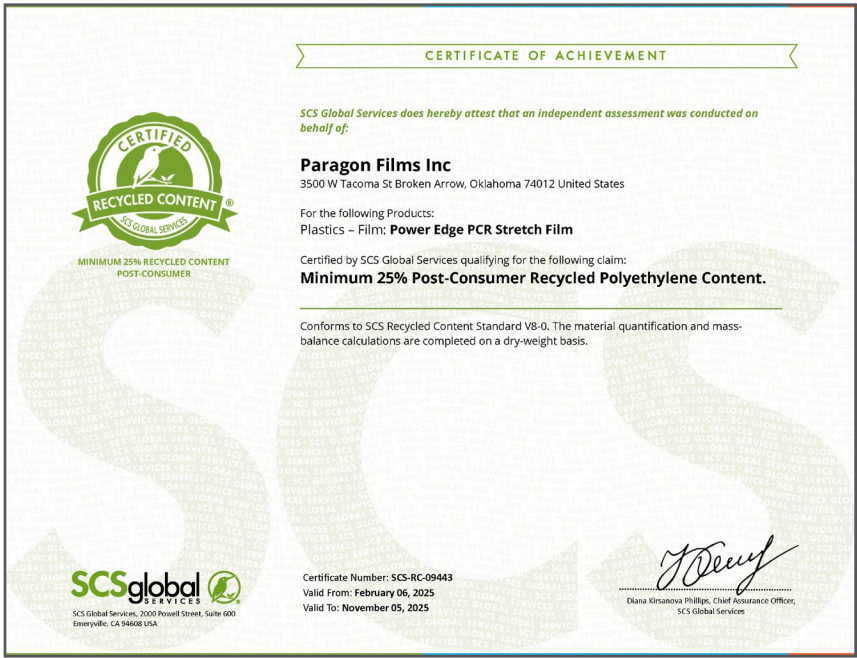 CERTIFICATE OF ACHIEVEMENT
SCS Global Services does hereby attest that an independent assessment was conducted on
behalf of:
Paragon Films Inc
3500 W Tacoma St Broken Arrow, Oklahoma 74012 United States
For the following Products:
Plastics – Film: Power Edge PCR Stretch Film
Certified by SCS Global Services qualifying for the following claim:
Minimum 25% Post-Consumer Recycled Polyethylene Content.
Conforms to SCS Recycled Content Standard V8-0. The material quantification and mass-
balance calculations are completed on a dry-weight basis.
CERTIFIED
RECYCLED CONTENT ®
SCS GLOBAL SERVICES
MINIMUM 25% RECYCLED CONTENT
POST-CONSUMER
SCSglobal
SERVICES
SCS Global Services, 2000 Powell Street, Suite 600
Emeryville, CA 94608 USA
Certificate Number: SCS-RC-09443
Valid From: February 06, 2025
Valid To: November 05, 2025
Diana Kirsanova Phillips, Chief Assurance Officer,
SCS Global Services